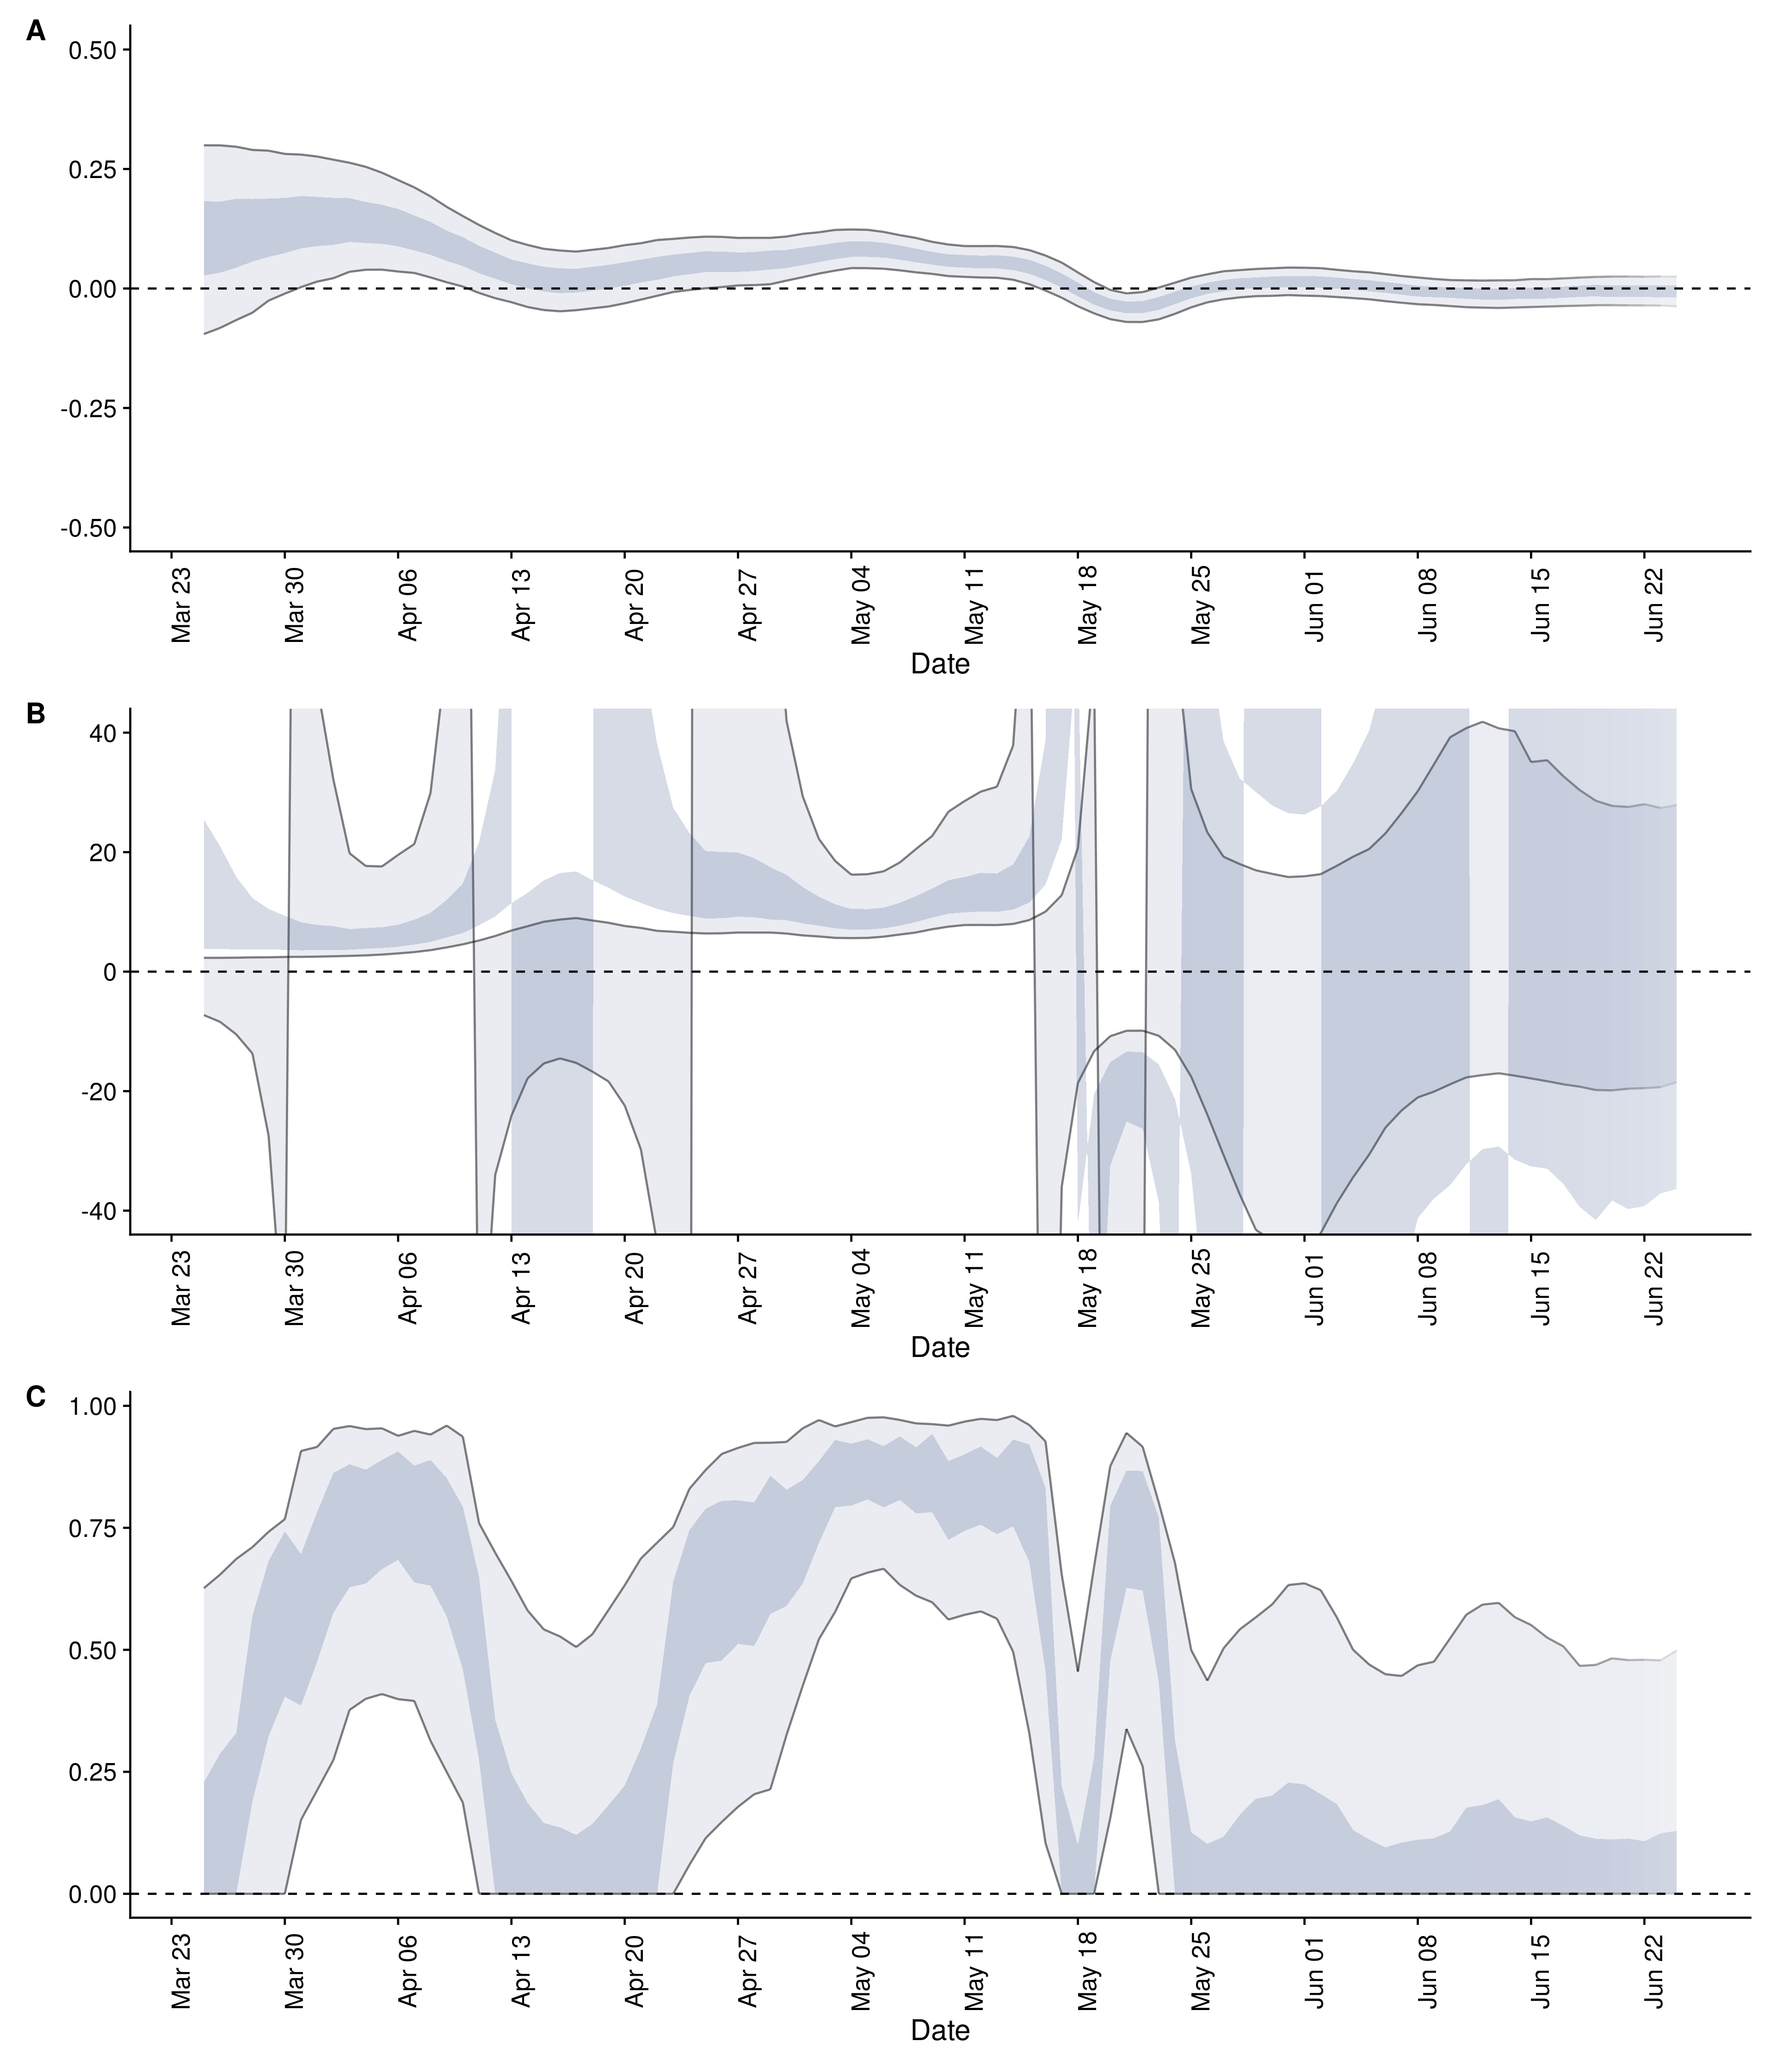 A
0.50
0.25
0.00
-0.25
-0.50
Mar 23
Mar 30
Apr 06
Apr 13
Apr 20
Apr 27
May 04
May 11
May 18
May 25
Jun 01
Jun 08
Jun 15
Jun 22
Date
B
40
20
0
-20
-40
Mar 23
Mar 30
Apr 06
Apr 13
Apr 20
Apr 27
May 04
May 11
May 18
May 25
Jun 01
Jun 08
Jun 15
Jun 22
Date
C
1.00
0.75
0.50
0.25
0.00
Mar 23
Mar 30
Apr 06
Apr 13
Apr 20
Apr 27
May 04
May 11
May 18
May 25
Jun 01
Jun 08
Jun 15
Jun 22
Date